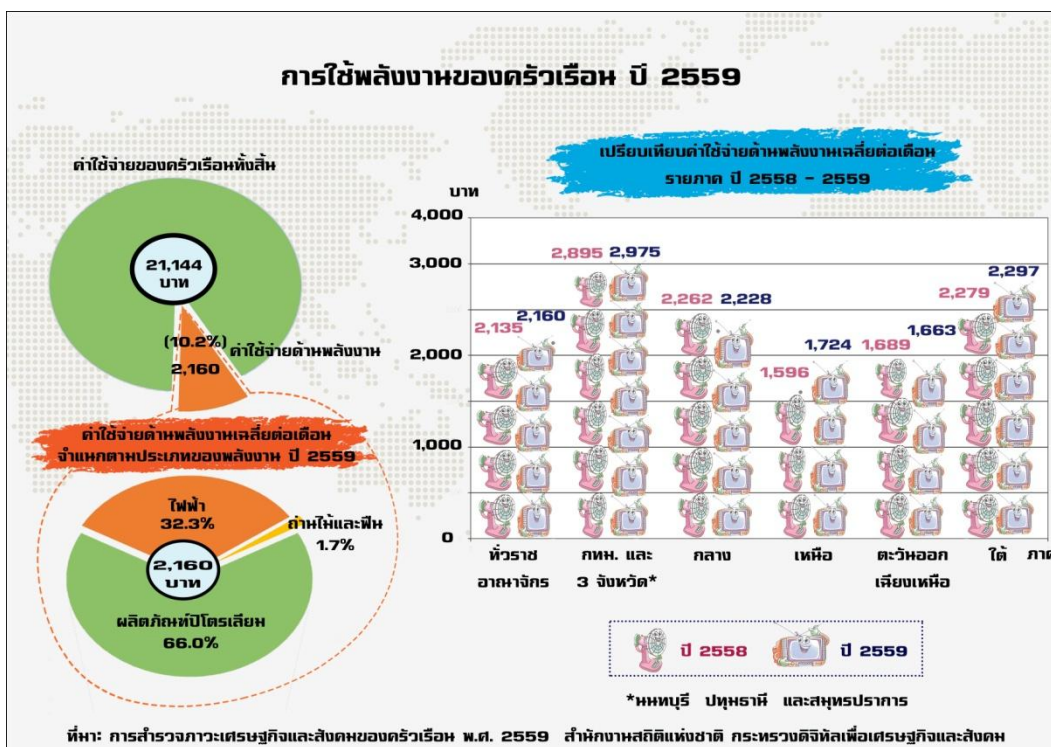 การใช้พลังงานของครัวเรือน ปี 2559
ค่าใช้จ่ายของครัวเรือนทั้งสิ้น
21,144
บาท
(10.2%)
2,160
ค่าใช้จ่ายด้านพลังงาน
ค่าใช้จ่ายด้านพลังงานเฉลี่ยต่อเดือน
จำแนกตามประเภทของพลังงาน ปี 2559
ไฟฟ้า
32.3%
ถ่านไม้และฟืน
1.7%
2,160
บาท
ผลิตภัณฑ์ปิโตรเลียม
66.0%
เปรียบเทียบค่าใช้จ่ายด้านพลังงานเฉลี่ยต่อเดือน
รายภาค ปี 2558 - 2559
บาท
4,000
3,000
2,000
1,000
0
2,135 2,160
2,895 2,975
2,262 2,228
1,596 1,724
1,689 1,663
2,279 2,297
ทั่วราช
อาณาจักร
กทม. และ
3 จังหวัด*
กลาง
เหนือ
ตะวันออก
เฉียงเหนือ
ใต้
ภาค
ปี 2558 ปี 2559
*นนทบุรี ปทุมธานี และสมุทรปราการ
ที่มา: การสำรวจภาวะเศรษฐกิจและสังคมของครัวเรือน พ.ศ. 2559 สำนักงานสถิติแห่งชาติ กระทรวงดิจิทัลเพื่อเศรษฐกิจและสังคม